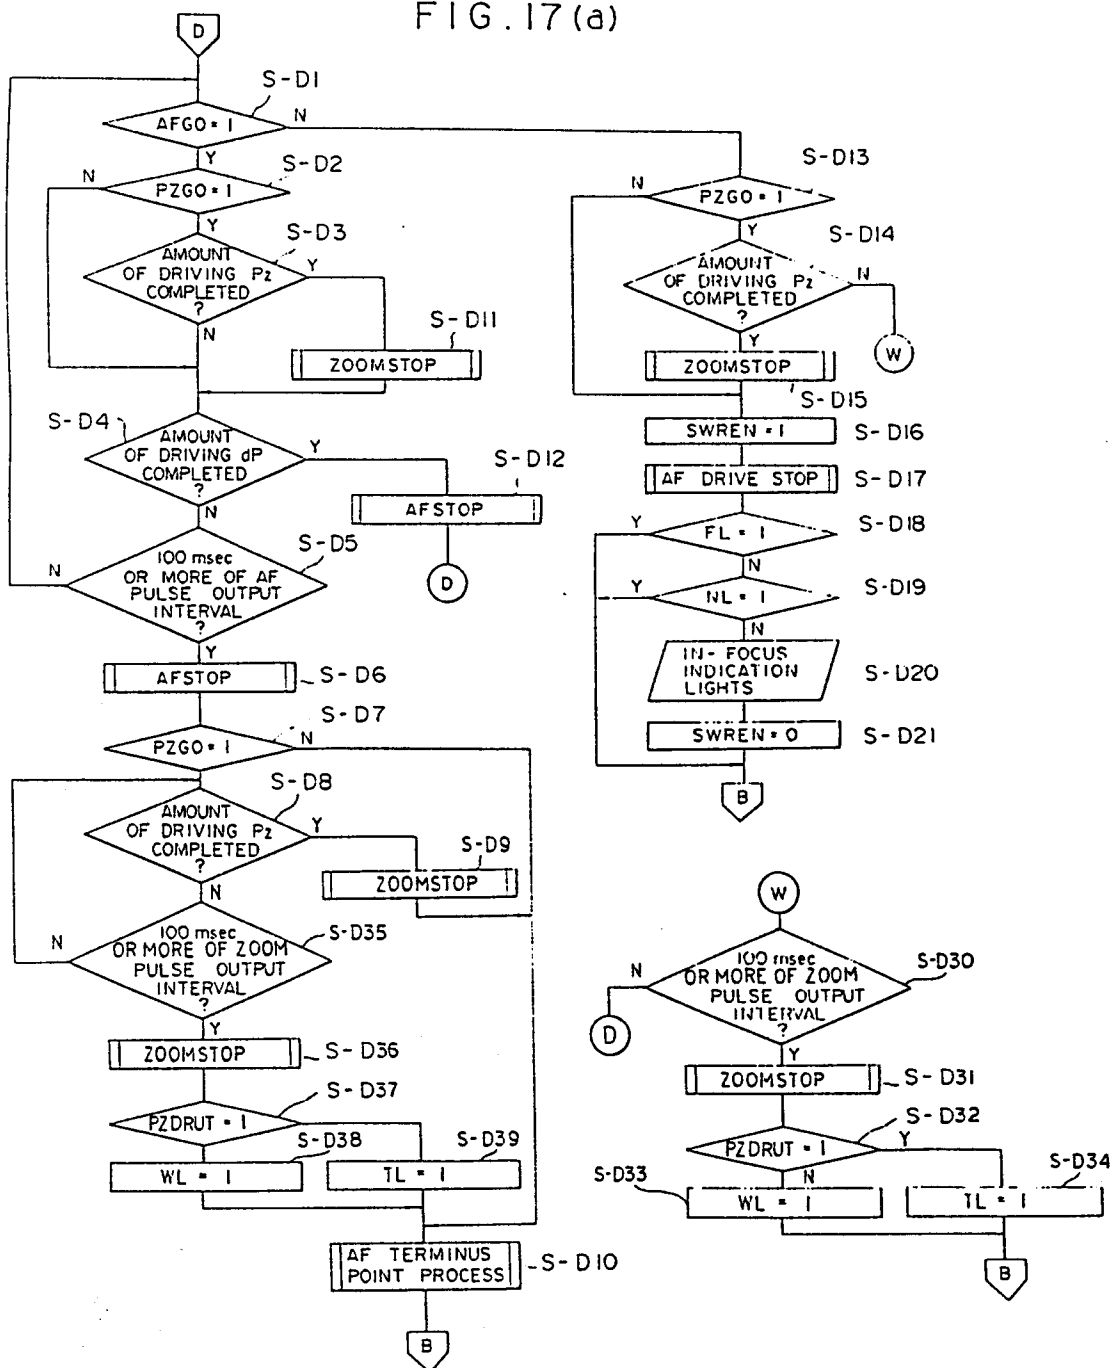 FIG. 17(a)
D
S-D1
AFGO = 1
N
Y
S-D2
N
PZGO = 1
Y
S-D3
AMOUNT
OF DRIVING Pz
COMPLETED
?
Y
N
S-D11
ZOOMSTOP
S-D4
AMOUNT
OF DRIVING dP
COMPLETED
?
Y
N
S-D12
AFSTOP
D
S-D5
100 msec
OR MORE OF AF
PULSE OUTPUT
INTERVAL
?
N
Y
AFSTOP
S-D6
S-D7
PZGO = 1
N
S-D8
AMOUNT
OF DRIVING Pz
COMPLETED
?
Y
N
S-D9
ZOOMSTOP
100 msec
OR MORE OF ZOOM
PULSE OUTPUT
INTERVAL
?
S-D35
N
Y
ZOOMSTOP
S-D36
S-D37
PZDRUT = 1
S-D38
WL = 1
S-D39
TL = 1
AF TERMINUS
POINT PROCESS
S-D10
B
S-D13
N
PZGO = 1
Y
S-D14
AMOUNT
OF DRIVING Pz
COMPLETED
?
N
Y
W
ZOOMSTOP
S-D15
SWREN = 1
S-D16
AF DRIVE STOP
S-D17
Y
FL = 1
S-D18
N
Y
NL = 1
S-D19
N
IN-FOCUS
INDICATION
LIGHTS
S-D20
SWREN = 0
S-D21
B
W
100 msec
OR MORE OF ZOOM
PULSE OUTPUT
INTERVAL
?
S-D30
N
D
Y
ZOOMSTOP
S-D31
S-D32
PZDRUT = 1
Y
N
S-D33
WL = 1
S-D34
TL = 1
B